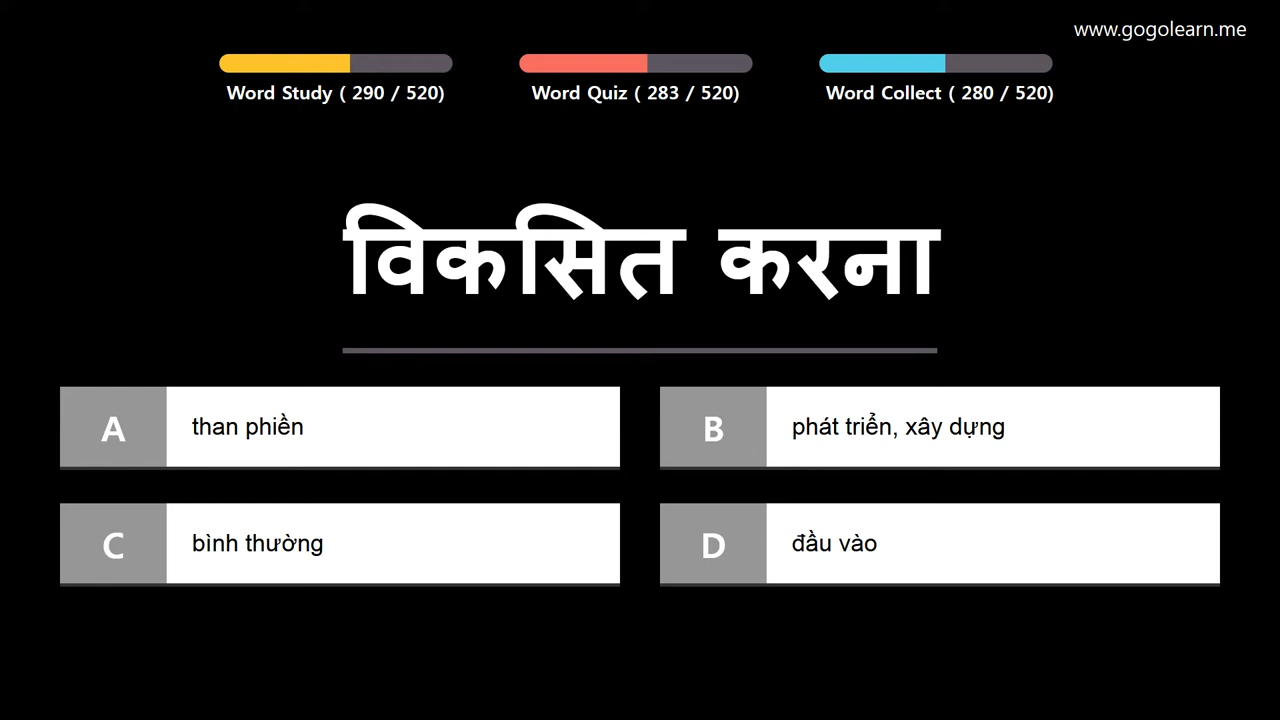 www.gogolearn.me
Word Study ( 290 / 520)
Word Quiz ( 283 / 520)
Word Collect ( 280 / 520)
विकसित करना
A than phiền
B phát triển, xây dựng
C bình thường
D đầu vào